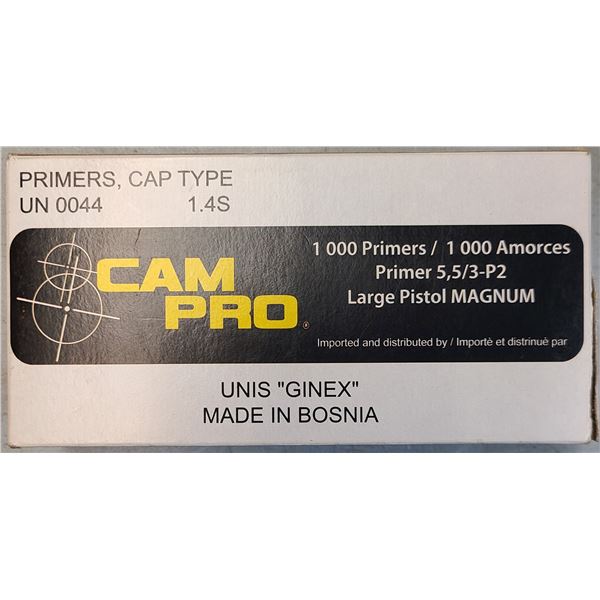 PRIMERS, CAP TYPE
UN 0044 1.4S
CAM
PRO
1 000 Primers / 1 000 Amorces
Primer 5,5/3-P2
Large Pistol MAGNUM
Imported and distributed by / Importé et distrinué par
UNIS "GINEX"
MADE IN BOSNIA